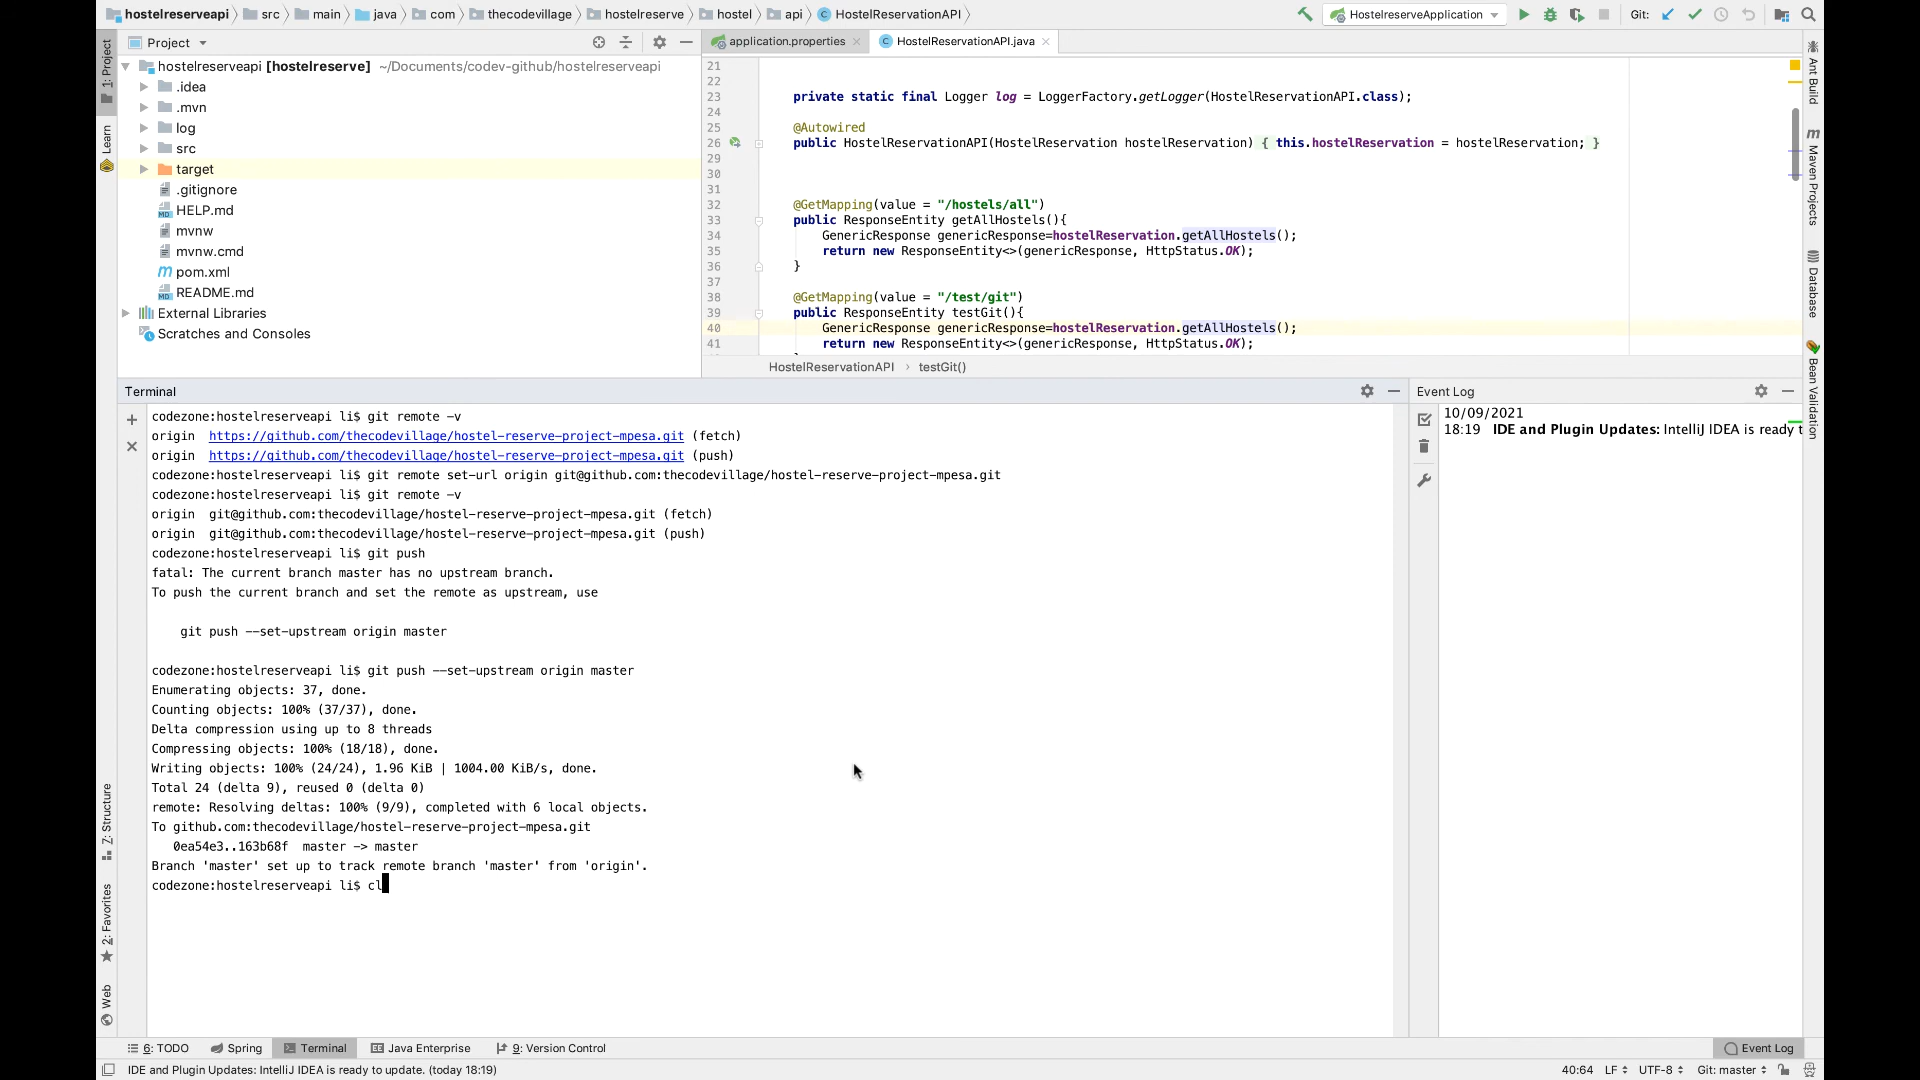 hostelreserveapi src main java com thecodevillage hostelreserve hostel api HostelReservationAPI HostelreserveApplication Git:
1: Project
Learn
Project
hostelreserveapi [hostelreserve] ~/Documents/codev-github/hostelreserveapi
.idea
.mvn
log
src
target
.gitignore
HELP.md
mvnw
mvnw.cmd
pom.xml
README.md
External Libraries
Scratches and Consoles
application.properties HostelReservationAPI.java
21
22
23 private static final Logger log = LoggerFactory.getLogger(HostelReservationAPI.class);
24
25 @Autowired
26 public HostelReservationAPI(HostelReservation hostelReservation) { this.hostelReservation = hostelReservation; }
29
30
31
32 @GetMapping(value = "/hostels/all")
33 public ResponseEntity getAllHostels(){
34 GenericResponse genericResponse=hostelReservation.getAllHostels();
35 return new ResponseEntity<>(genericResponse, HttpStatus.OK);
36 }
37
38 @GetMapping(value = "/test/git")
39 public ResponseEntity testGit(){
40 GenericResponse genericResponse=hostelReservation.getAllHostels();
41 return new ResponseEntity<>(genericResponse, HttpStatus.OK);
HostelReservationAPI › testGit()
Ant Build
Maven Projects
Database
Bean Validation
Terminal
codezone:hostelreserveapi li$ git remote -v
origin https://github.com/thecodevillage/hostel-reserve-project-mpesa.git (fetch)
origin https://github.com/thecodevillage/hostel-reserve-project-mpesa.git (push)
codezone:hostelreserveapi li$ git remote set-url origin git@github.com:thecodevillage/hostel-reserve-project-mpesa.git
codezone:hostelreserveapi li$ git remote -v
origin git@github.com:thecodevillage/hostel-reserve-project-mpesa.git (fetch)
origin git@github.com:thecodevillage/hostel-reserve-project-mpesa.git (push)
codezone:hostelreserveapi li$ git push
fatal: The current branch master has no upstream branch.
To push the current branch and set the remote as upstream, use
git push --set-upstream origin master
codezone:hostelreserveapi li$ git push --set-upstream origin master
Enumerating objects: 37, done.
Counting objects: 100% (37/37), done.
Delta compression using up to 8 threads
Compressing objects: 100% (18/18), done.
Writing objects: 100% (24/24), 1.96 KiB | 1004.00 KiB/s, done.
Total 24 (delta 9), reused 0 (delta 0)
remote: Resolving deltas: 100% (9/9), completed with 6 local objects.
To github.com:thecodevillage/hostel-reserve-project-mpesa.git
0ea54e3..163b68f master -> master
Branch 'master' set up to track remote branch 'master' from 'origin'.
codezone:hostelreserveapi li$ cl
Event Log
10/09/2021
18:19 IDE and Plugin Updates: IntelliJ IDEA is ready t
Z: Structure
2: Favorites
Web
6: TODO Spring Terminal Java Enterprise 9: Version Control Event Log
IDE and Plugin Updates: IntelliJ IDEA is ready to update. (today 18:19) 40:64 LF UTF-8 Git: master